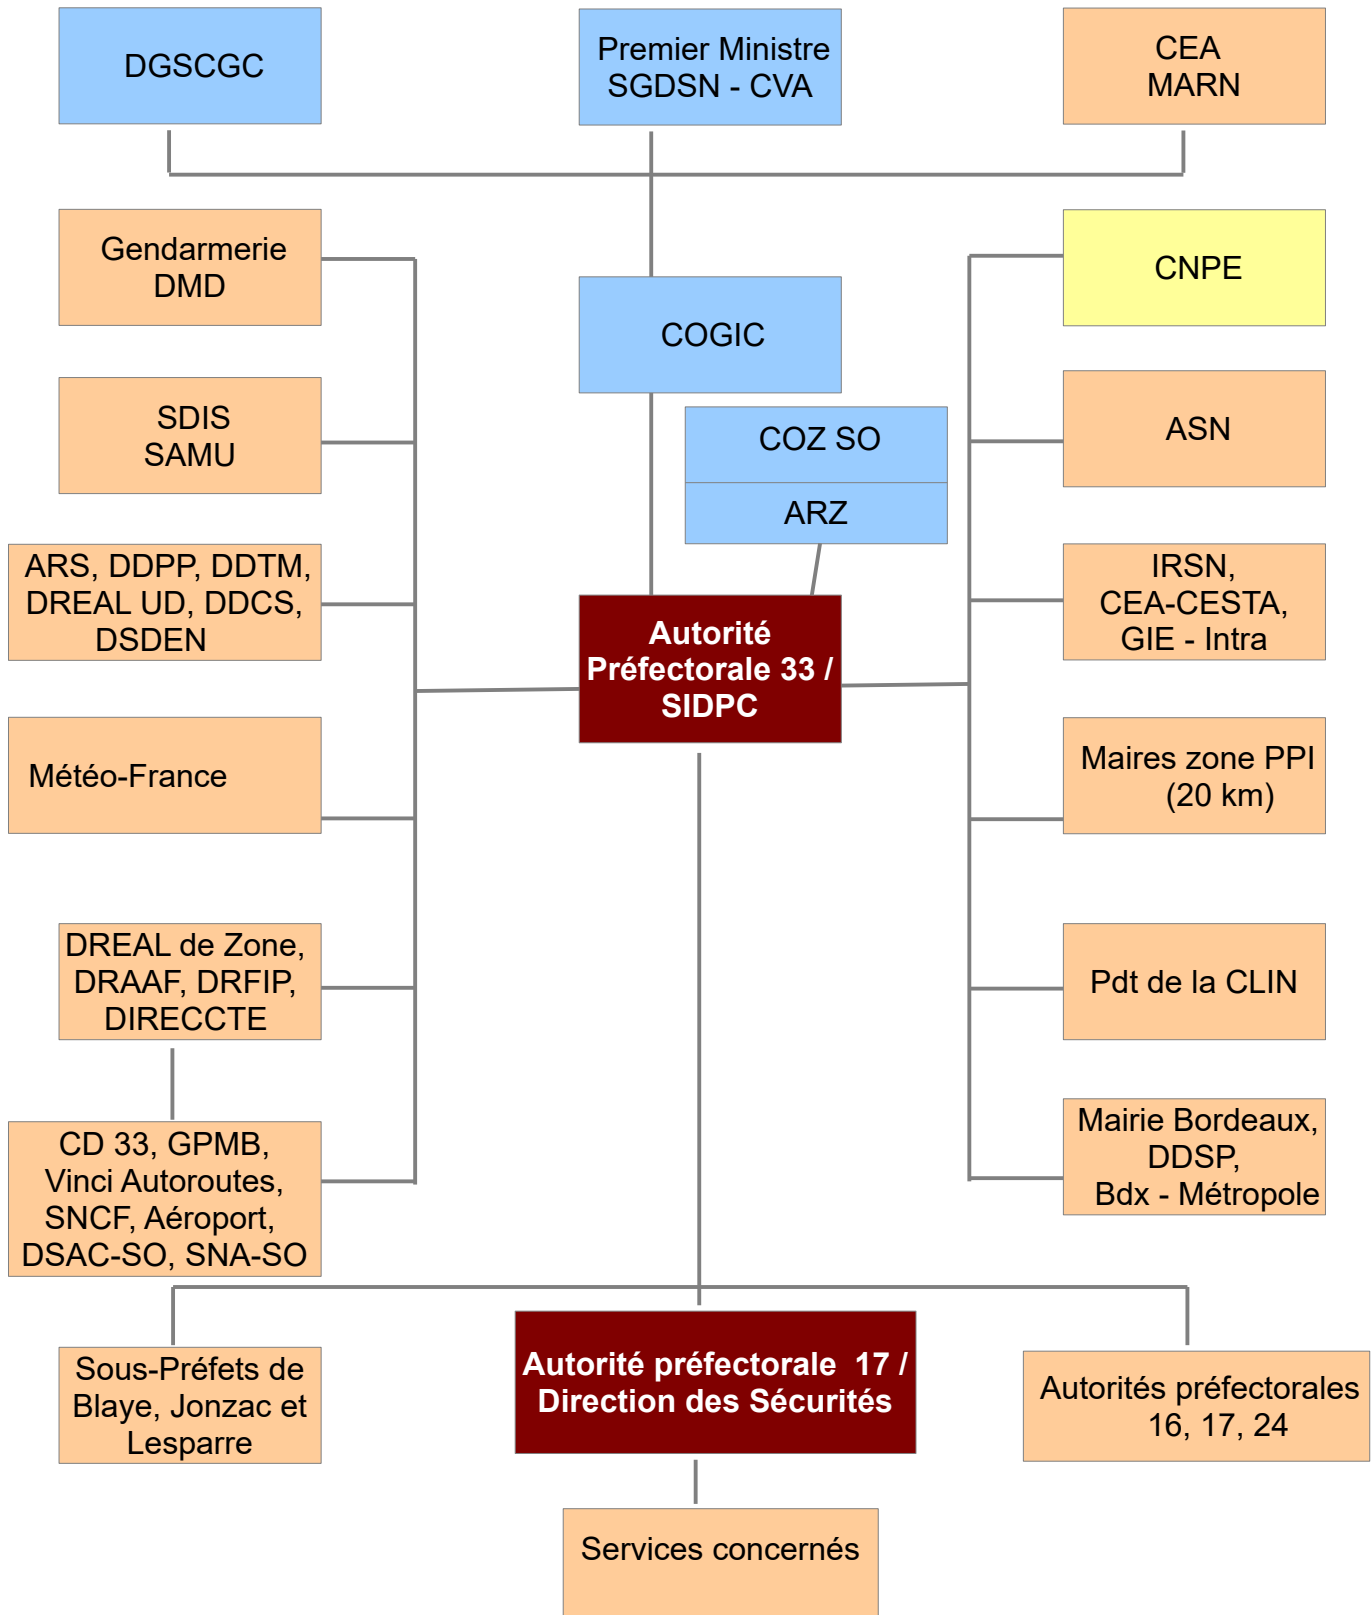 DGSCGC
Premier Ministre
SGDSN - CVA
CEA
MARN
Gendarmerie
DMD
CNPE
COGIC
SDIS
SAMU
COZ SO
ARZ
ASN
ARS, DDPP, DDTM,
DREAL UD, DDCS,
DSDEN
IRSN,
CEA-CESTA,
GIE - Intra
Autorité
Préfectorale 33 /
SIDPC
Météo-France
Maires zone PPI
(20 km)
DREAL de Zone,
DRAAF, DRFIP,
DIRECCTE
Pdt de la CLIN
CD 33, GPMB,
Vinci Autoroutes,
SNCF, Aéroport,
DSAC-SO, SNA-SO
Mairie Bordeaux,
DDSP,
Bdx - Métropole
Sous-Préfets de
Blaye, Jonzac et
Lesparre
Autorité préfectorale 17 /
Direction des Sécurités
Autorités préfectorales
16, 17, 24
Services concernés